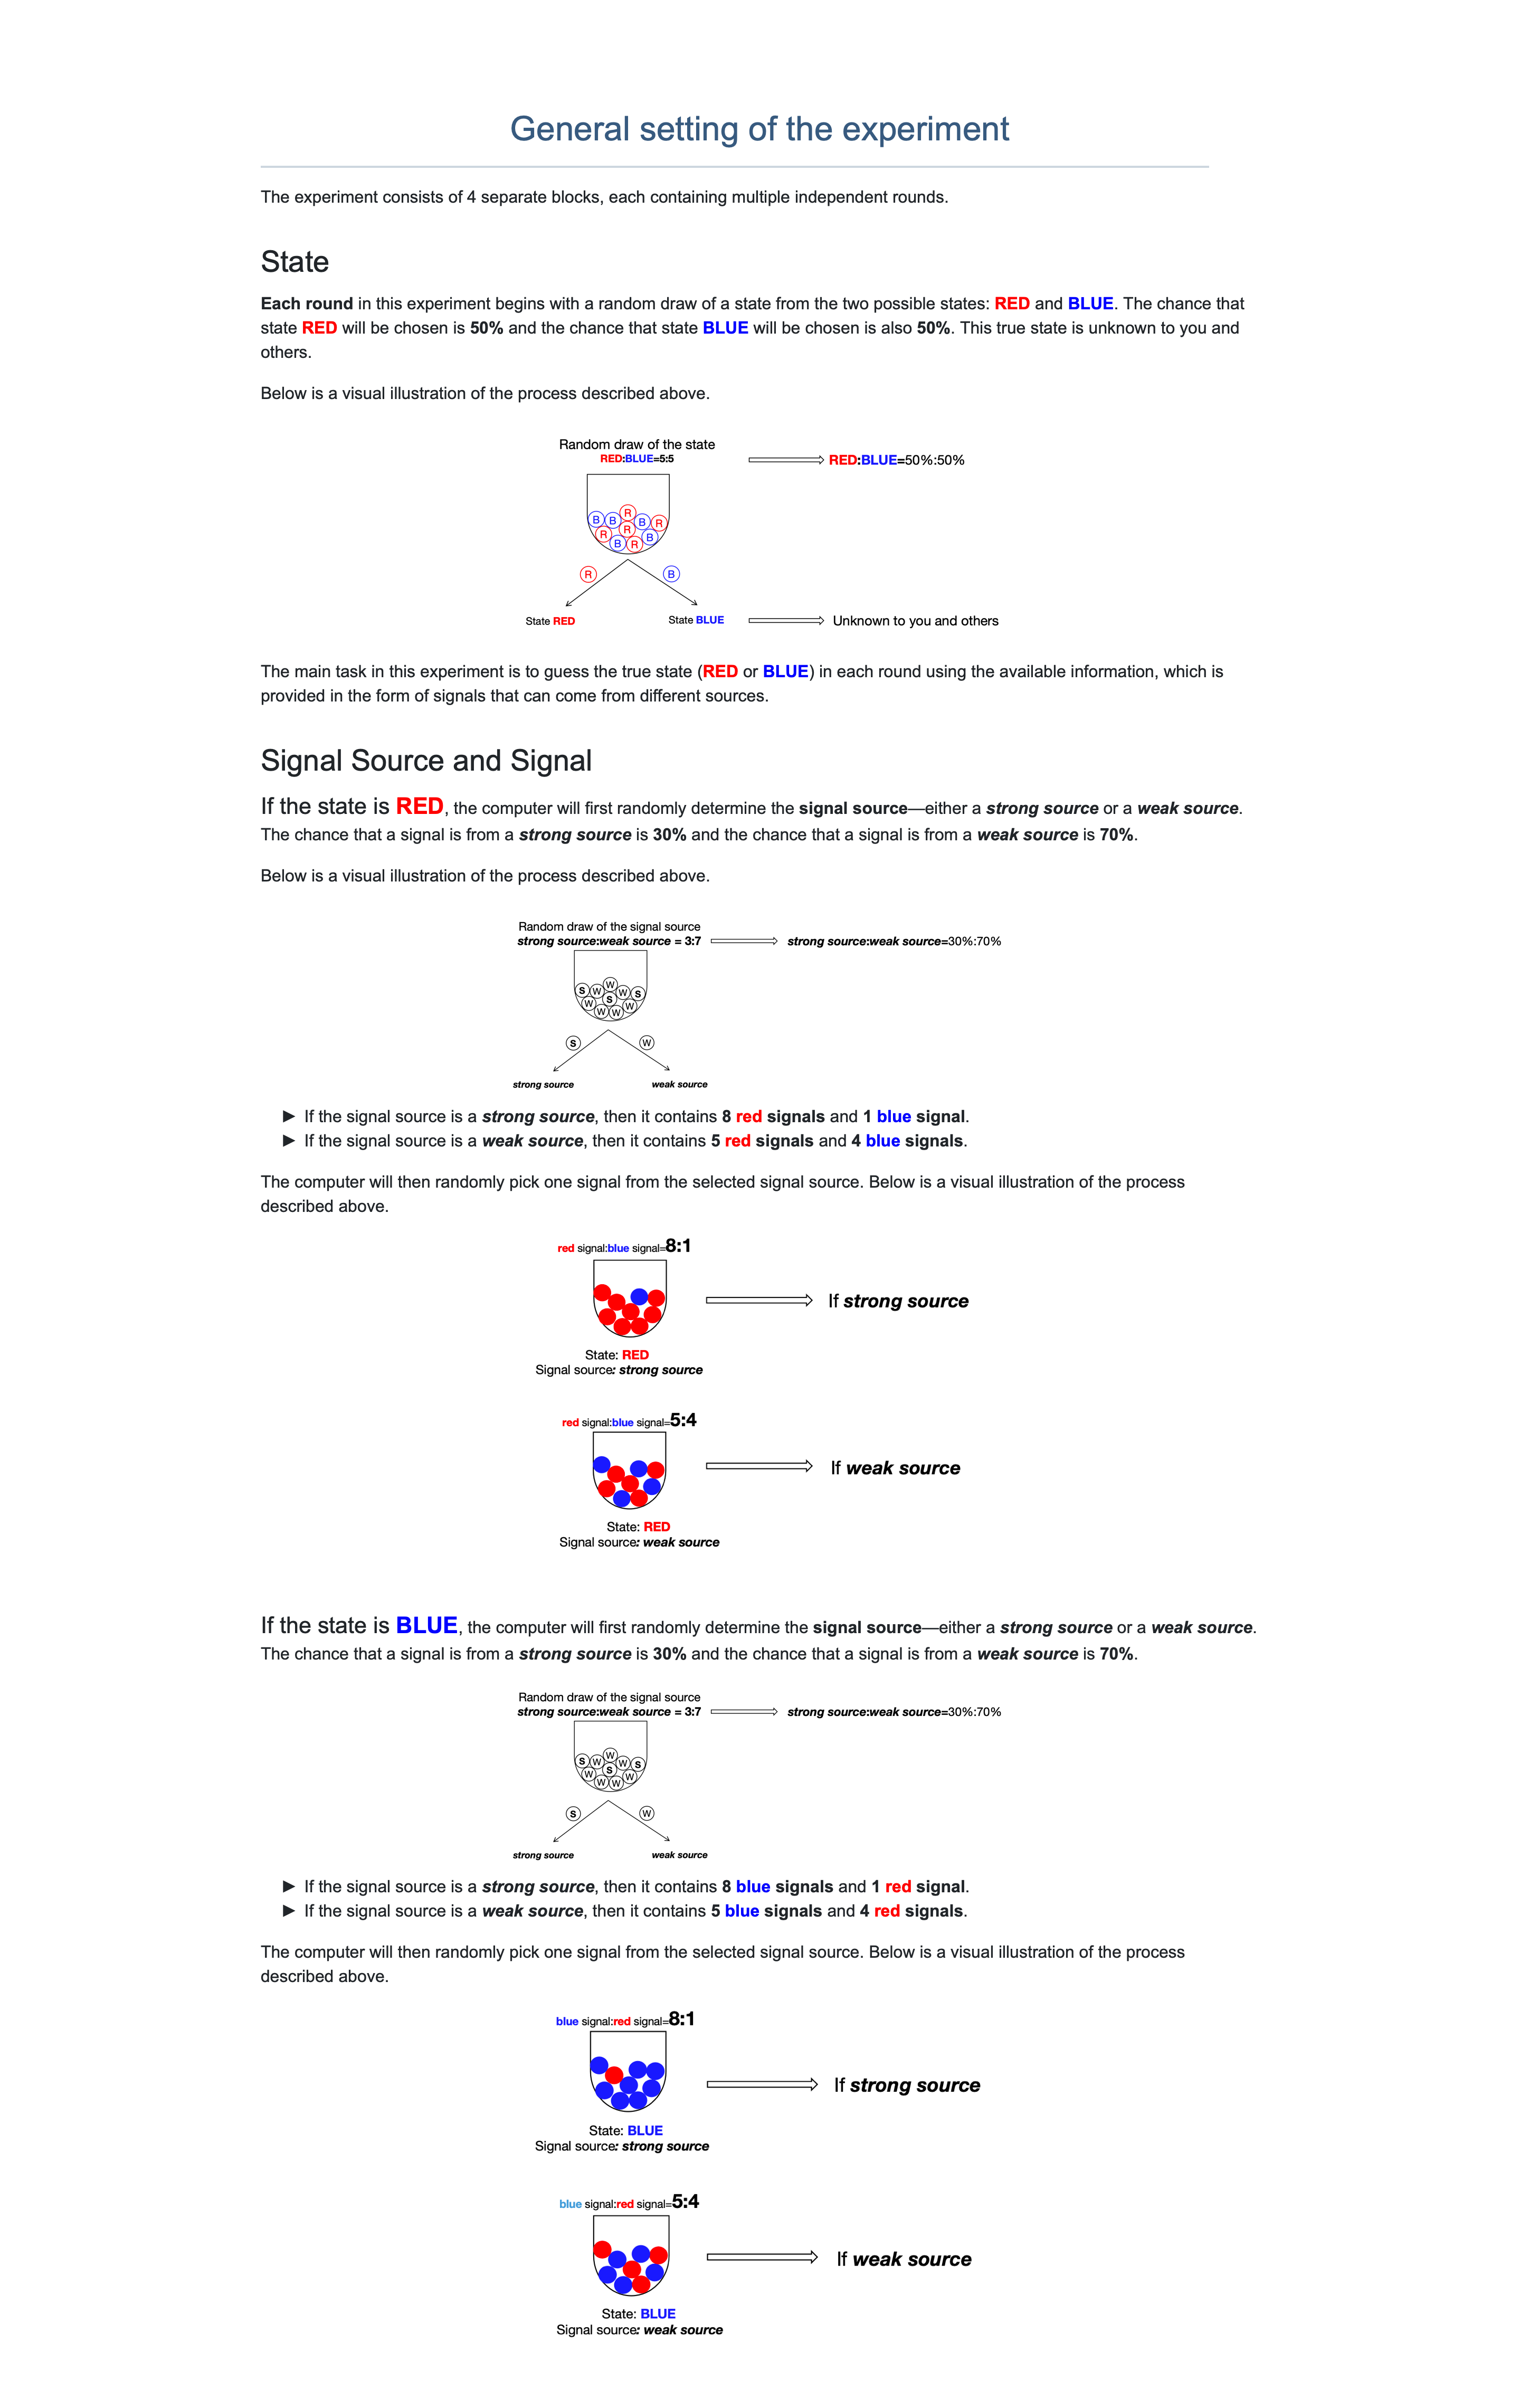 General setting of the experiment
The experiment consists of 4 separate blocks, each containing multiple independent rounds.
State
Each round in this experiment begins with a random draw of a state from the two possible states: RED and BLUE. The chance that
state RED will be chosen is 50% and the chance that state BLUE will be chosen is also 50%. This true state is unknown to you and
others.
Below is a visual illustration of the process described above.
Random draw of the state
RED:BLUE=5:5
RED:BLUE=50%:50%
R
B B B R
R R B
B R
R B
State RED
State BLUE
Unknown to you and others
The main task in this experiment is to guess the true state (RED or BLUE) in each round using the available information, which is
provided in the form of signals that can come from different sources.
Signal Source and Signal
If the state is RED, the computer will first randomly determine the signal source—either a strong source or a weak source.
The chance that a signal is from a strong source is 30% and the chance that a signal is from a weak source is 70%.
Below is a visual illustration of the process described above.
Random draw of the signal source
strong source:weak source = 3:7
strong source:weak source=30%:70%
W
S W W S
W S W
W W
S W
strong source
weak source
► If the signal source is a strong source, then it contains 8 red signals and 1 blue signal.
► If the signal source is a weak source, then it contains 5 red signals and 4 blue signals.
The computer will then randomly pick one signal from the selected signal source. Below is a visual illustration of the process
described above.
red signal:blue signal=8:1
If strong source
State: RED
Signal source: strong source
red signal:blue signal=5:4
If weak source
State: RED
Signal source: weak source
If the state is BLUE, the computer will first randomly determine the signal source—either a strong source or a weak source.
The chance that a signal is from a strong source is 30% and the chance that a signal is from a weak source is 70%.
Random draw of the signal source
strong source:weak source = 3:7
strong source:weak source=30%:70%
W
S W W S
W S W
W W
S W
strong source
weak source
► If the signal source is a strong source, then it contains 8 blue signals and 1 red signal.
► If the signal source is a weak source, then it contains 5 blue signals and 4 red signals.
The computer will then randomly pick one signal from the selected signal source. Below is a visual illustration of the process
described above.
blue signal:red signal=8:1
If strong source
State: BLUE
Signal source: strong source
blue signal:red signal=5:4
If weak source
State: BLUE
Signal source: weak source